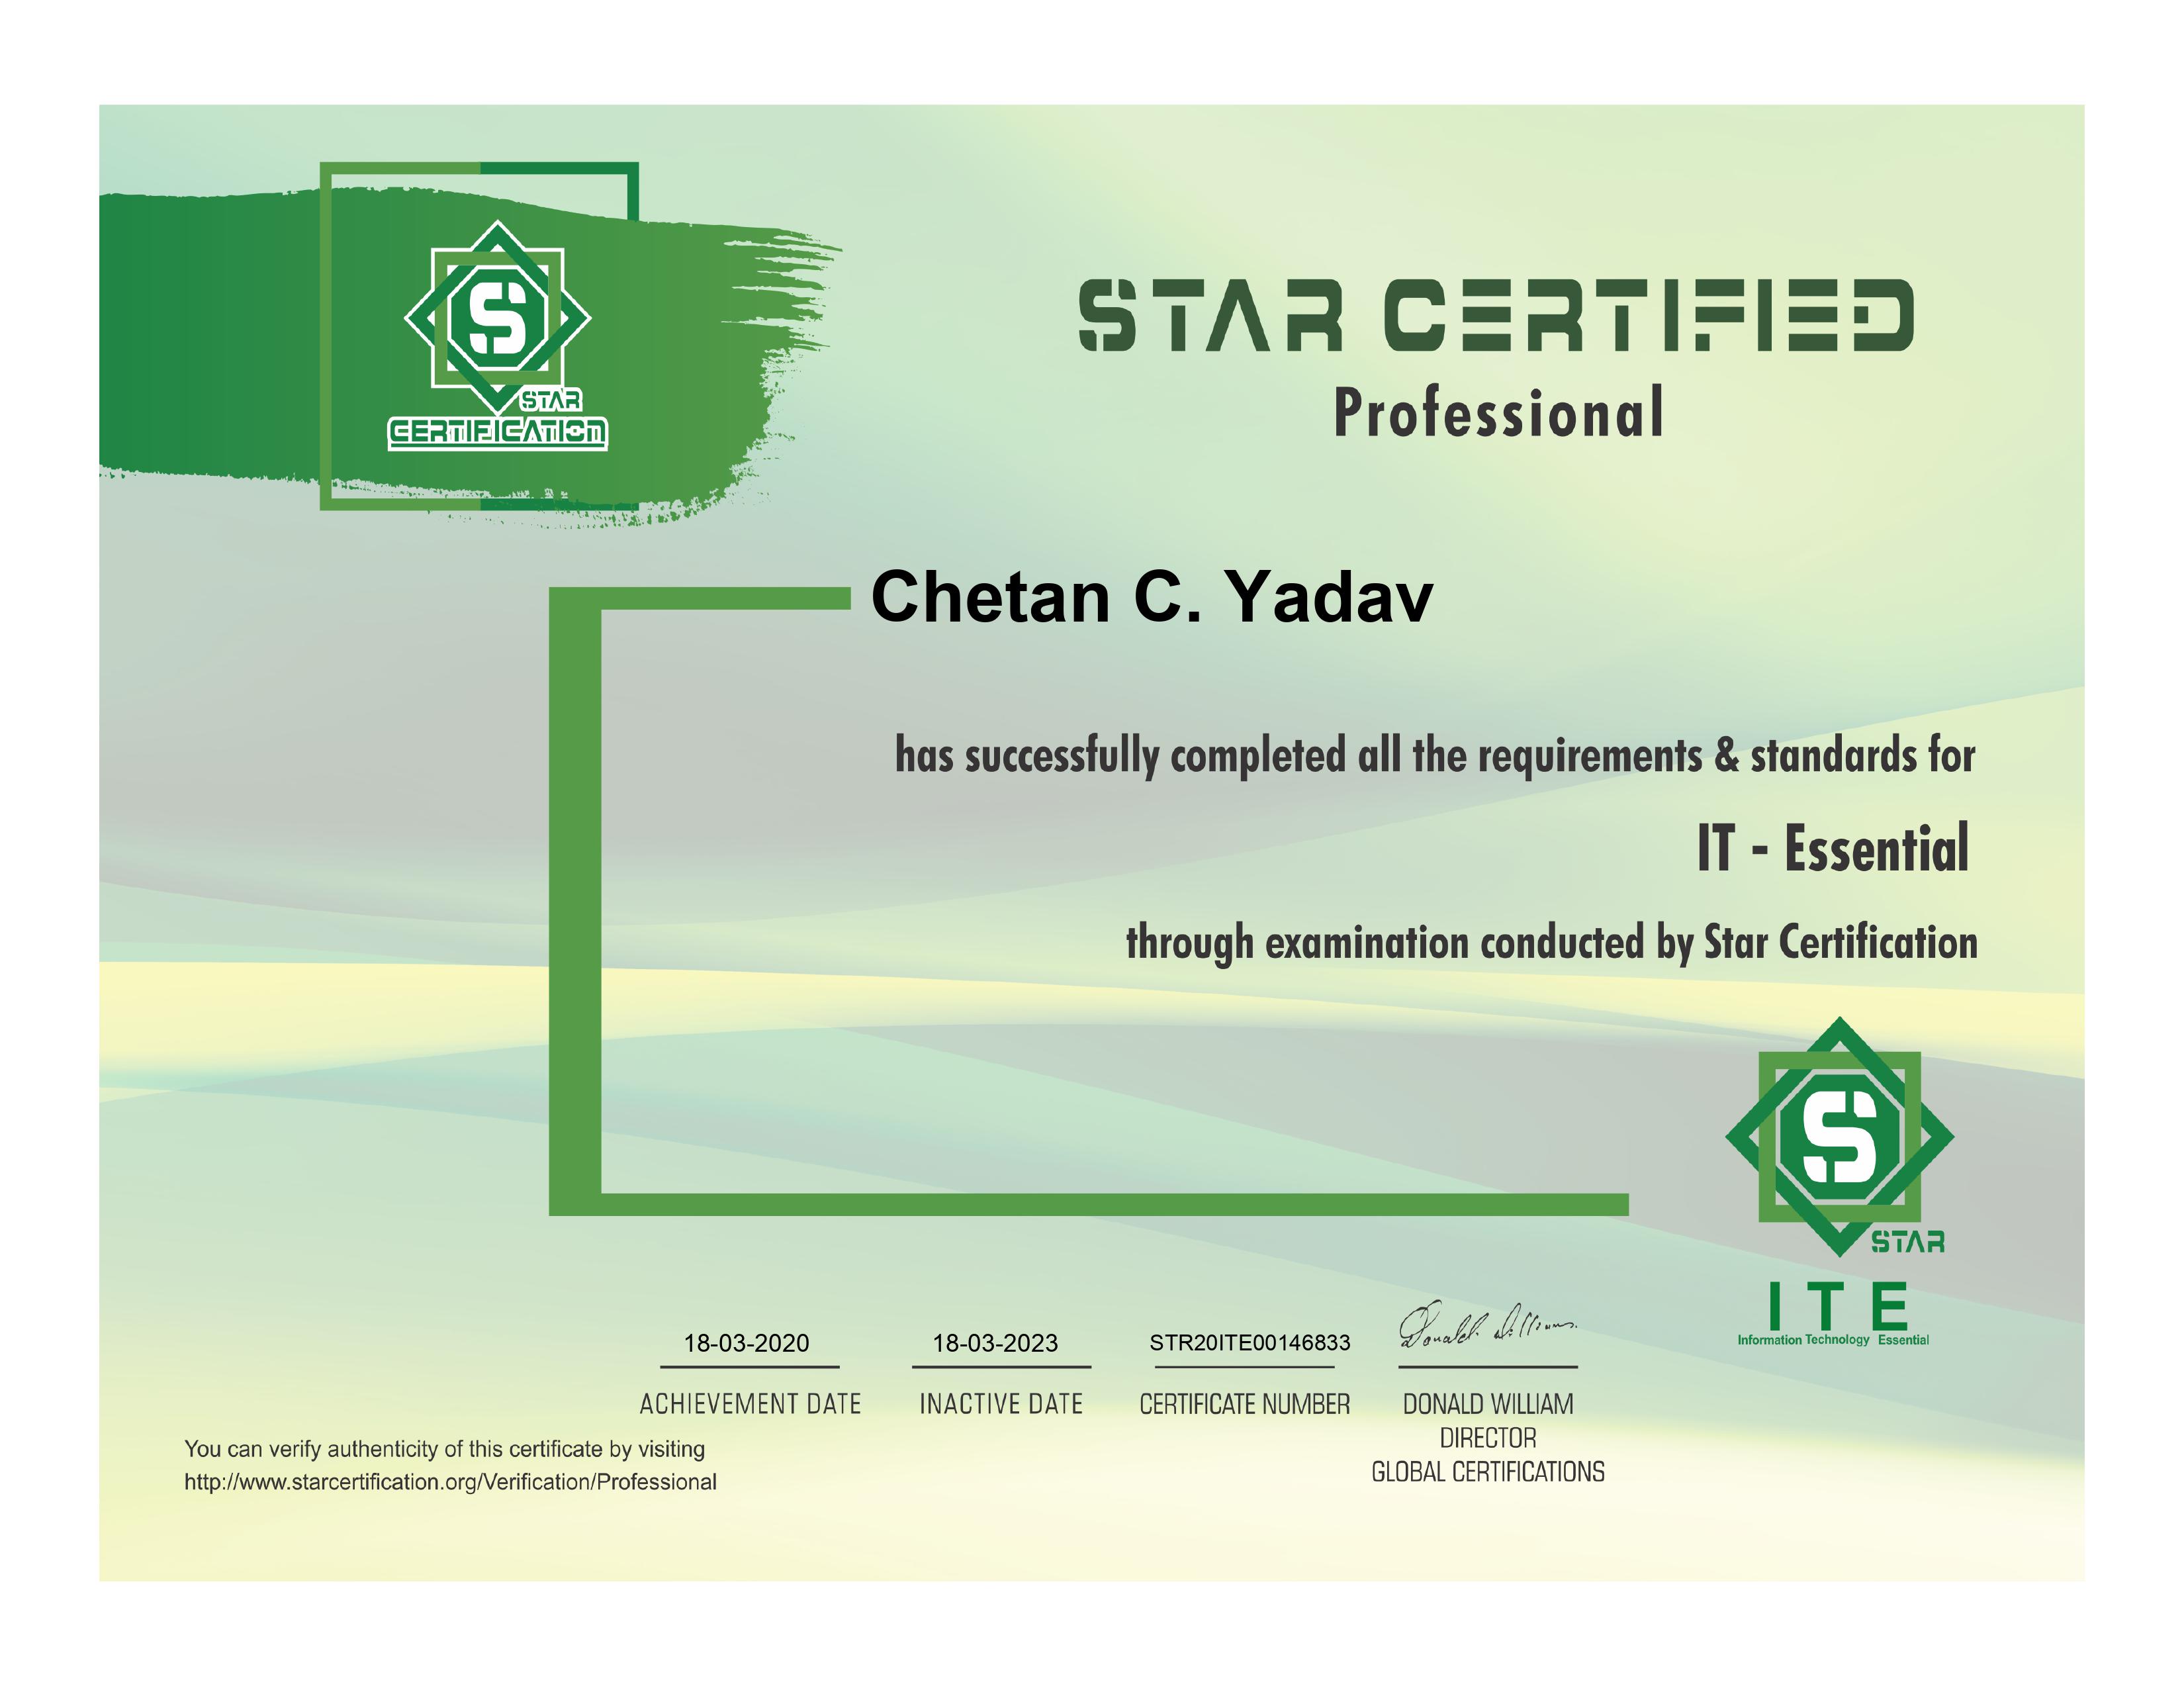 STAR
CERTIFICATION
STAR CERTIFIED
Professional
Chetan C. Yadav
has successfully completed all the requirements & standards for
IT - Essential
through examination conducted by Star Certification
S
STAR
ITE
Information Technology Essential
18-03-2020 18-03-2023 STR20ITE00146833 Donald Williams.
ACHIEVEMENT DATE INACTIVE DATE CERTIFICATE NUMBER DONALD WILLIAM
DIRECTOR
GLOBAL CERTIFICATIONS
You can verify authenticity of this certificate by visiting
http://www.starcertification.org/Verification/Professional